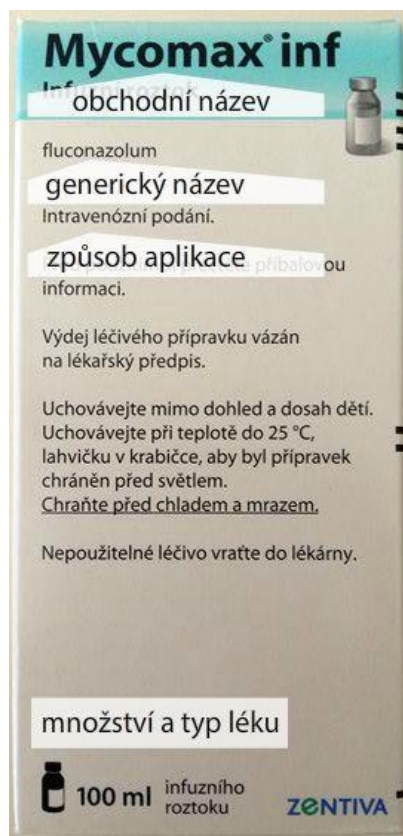 Mycomax® inf
obchodní název
fluconazolum
generický název
Intravenózní podání.
způsob aplikace
příbalovou
informaci.
Výdej léčivého přípravku vázán
na lékařský předpis.
Uchovávejte mimo dohled a dosah dětí.
Uchovávejte při teplotě do 25 °C,
lahvičku v krabičce, aby byl přípravek
chráněn před světlem.
Chraňte před chladem a mrazem.
Nepoužitelné léčivo vraťte do lékárny.
množství a typ léku
100 ml infuzního
roztoku
ZENTIVA